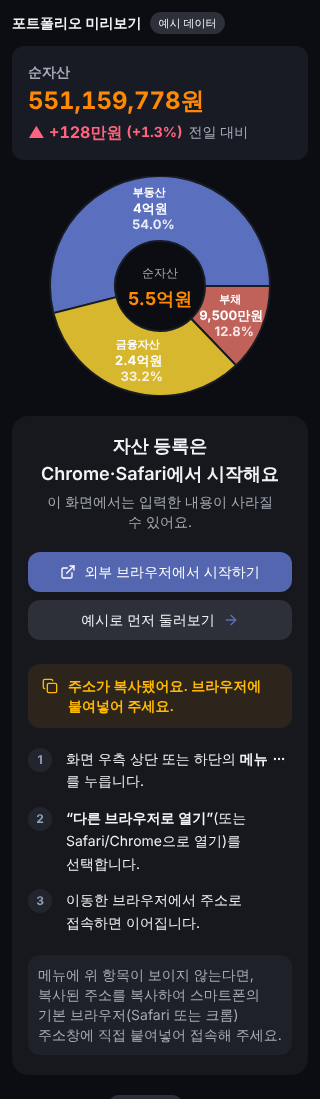 포트폴리오 미리보기 예시 데이터
순자산
551,159,778원
▲ +128만원 (+1.3%) 전일 대비
부동산
4억원
54.0%
순자산
5.5억원
부채
9,500만원
12.8%
금융자산
2.4억원
33.2%
자산 등록은
Chrome·Safari에서 시작해요
이 화면에서는 입력한 내용이 사라질
수 있어요.
외부 브라우저에서 시작하기
예시로 먼저 둘러보기 →
주소가 복사됐어요. 브라우저에
붙여넣어 주세요.
1 화면 우측 상단 또는 하단의 메뉴 ···
를 누릅니다.
2 “다른 브라우저로 열기”(또는
Safari/Chrome으로 열기)를
선택합니다.
3 이동한 브라우저에서 주소로
접속하면 이어집니다.
메뉴에 위 항목이 보이지 않는다면,
복사된 주소를 복사하여 스마트폰의
기본 브라우저(Safari 또는 크롬)
주소창에 직접 붙여넣어 접속해 주세요.